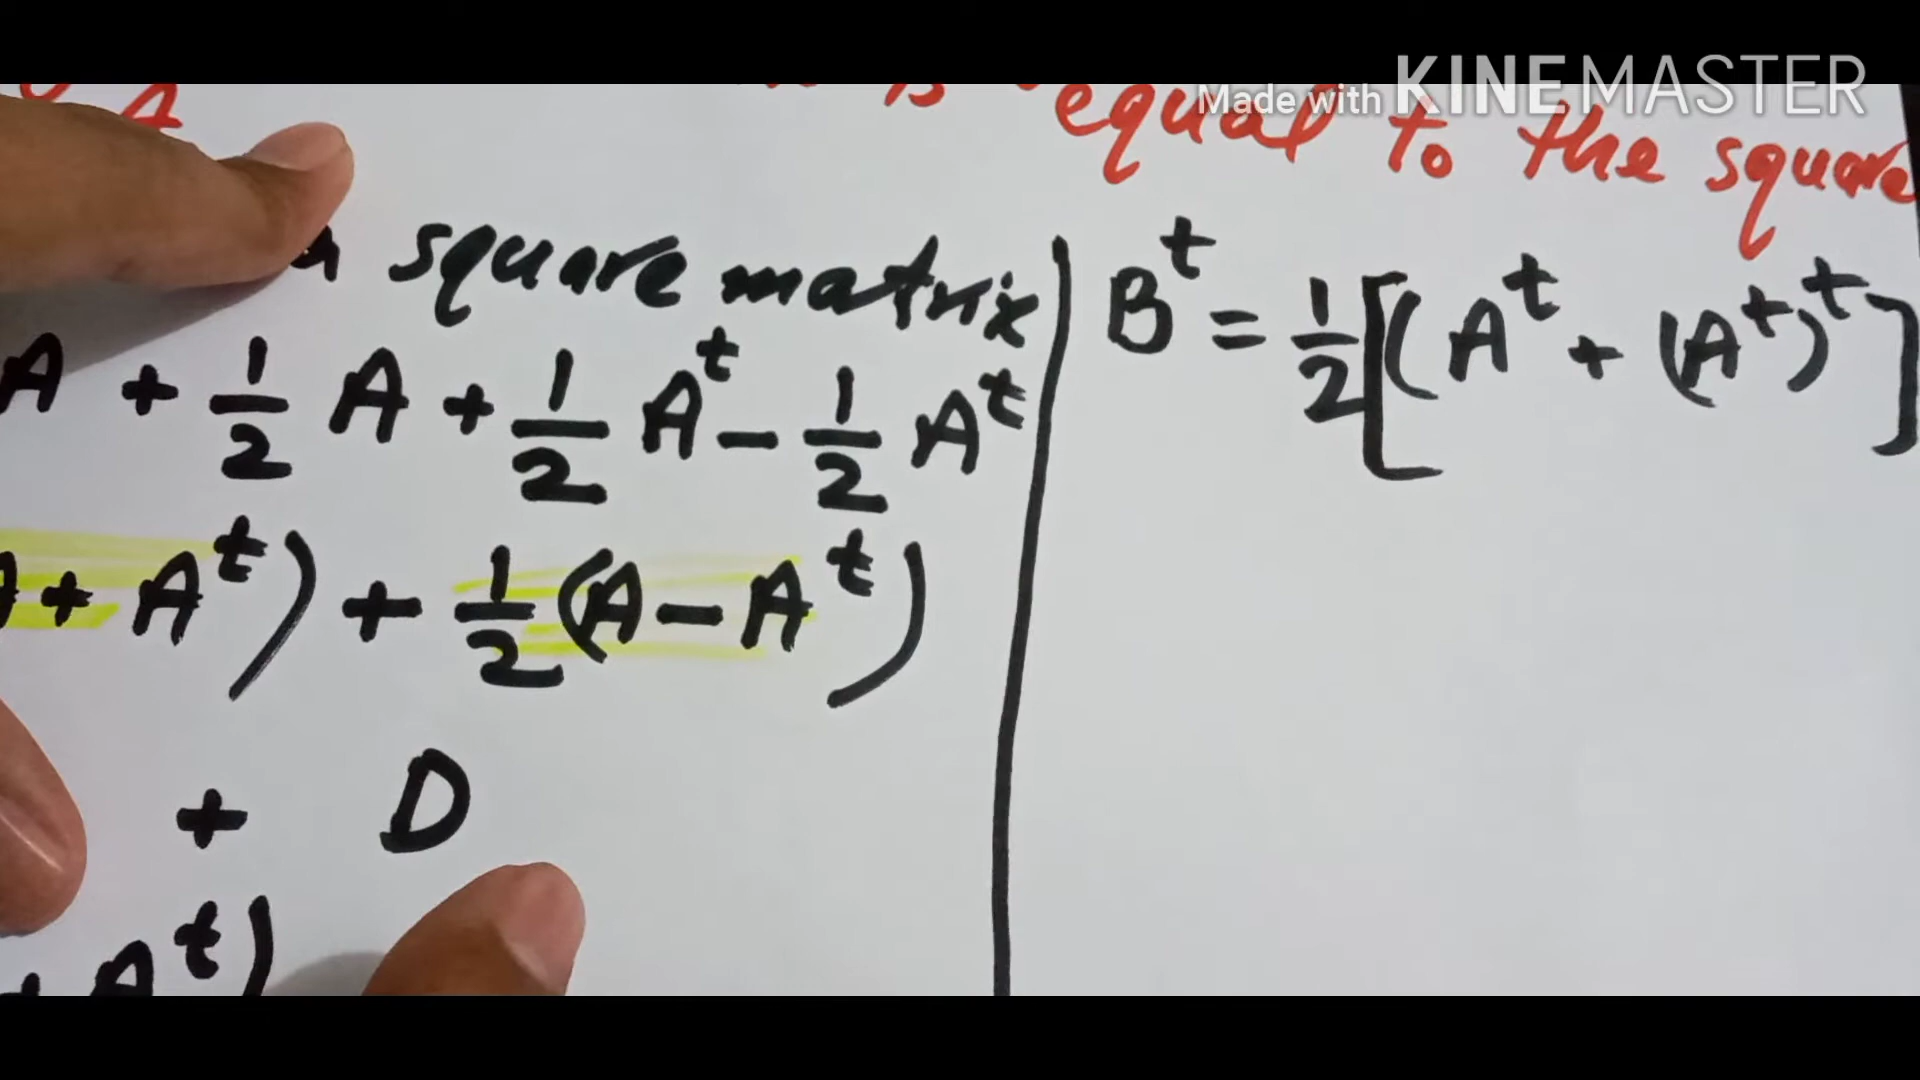 Made with KINEMASTER
A is equal to the square
a square matrix
A + 1/2 A + 1/2 A^t - 1/2 A^t
A + A^t) + 1/2 (A - A^t)
+ D
+ A^t)
B^t = 1/2 [(A^t + (A^t)^t]